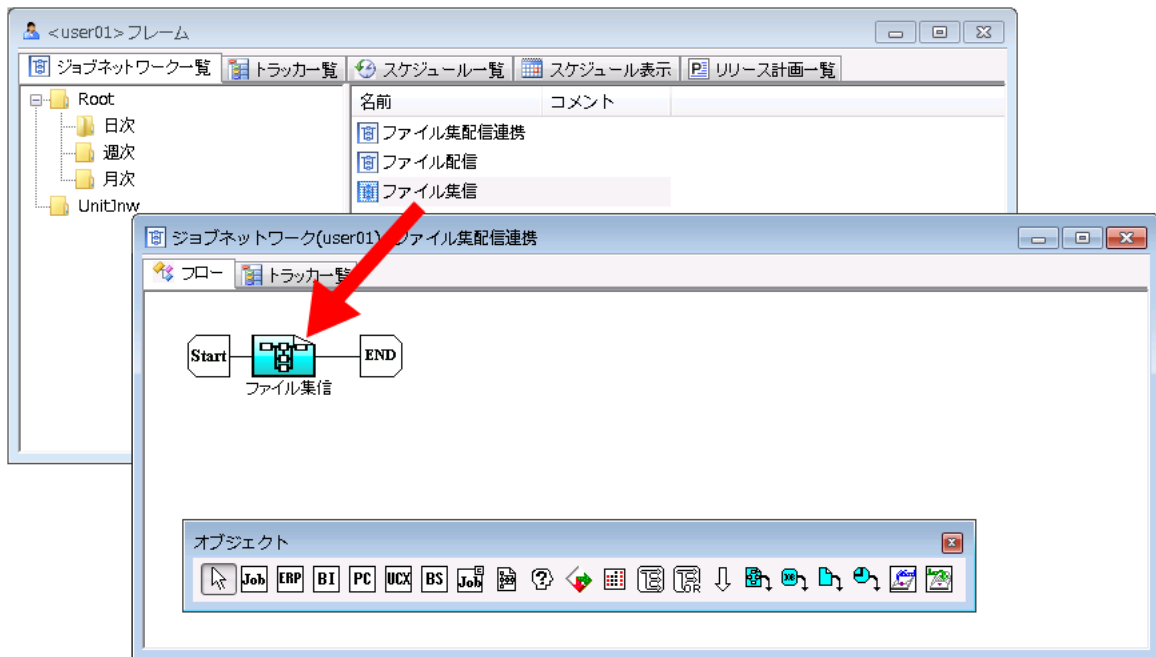 <user01>フレーム
ジョブネットワーク一覧 トラッカ一覧 スケジュール一覧 スケジュール表示 リリース計画一覧
Root
日次
週次
月次
UnitJnw
名前 コメント
ファイル集配信連携
ファイル配信
ファイル集信
ジョブネットワーク(user01) ファイル集配信連携
フロー トラッカ一覧
Start END
ファイル集信
オブジェクト
Job ERP BI PC UCX BS Job
OR